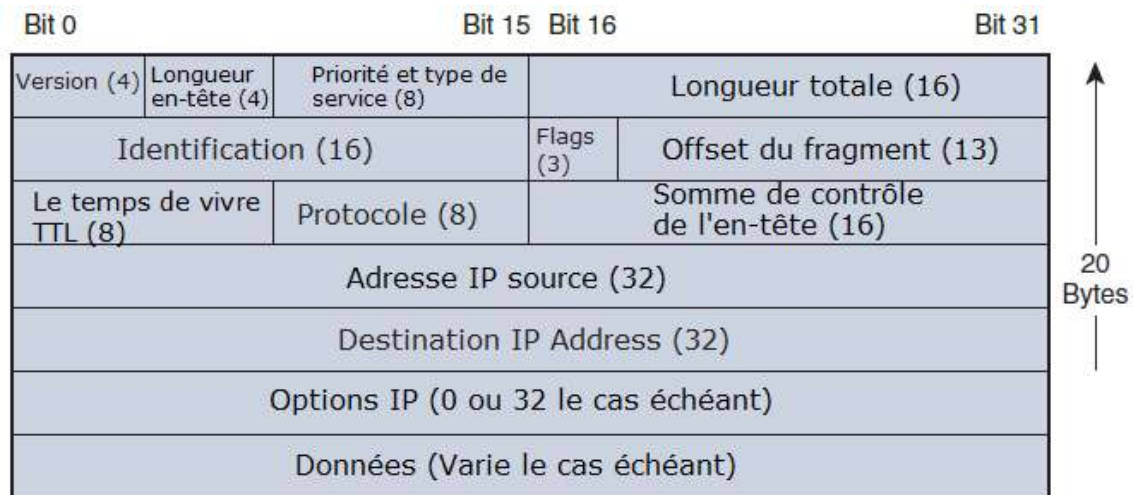 Bit 0 Bit 15 Bit 16 Bit 31
Version (4)
Longueur
en-tête (4)
Priorité et type de
service (8)
Longueur totale (16)
Identification (16)
Flags
(3)
Offset du fragment (13)
Le temps de vivre
TTL (8)
Protocole (8)
Somme de contrôle
de l'en-tête (16)
Adresse IP source (32)
20
Bytes
Destination IP Address (32)
Options IP (0 ou 32 le cas échéant)
Données (Varie le cas échéant)